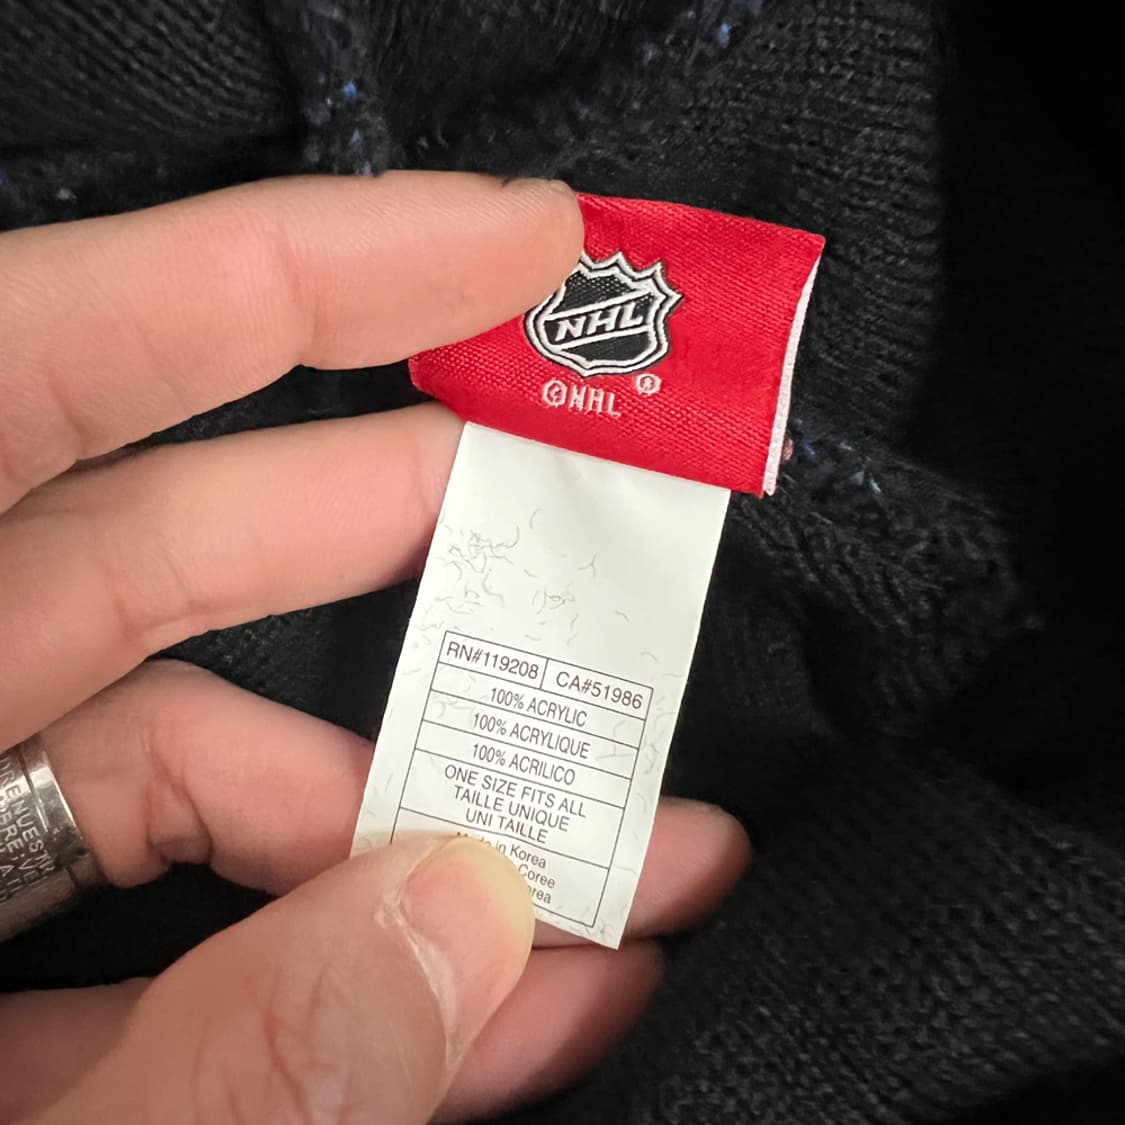 NHL
®
©NHL
RN#119208 CA#51986
100% ACRYLIC
100% ACRYLIQUE
100% ACRILICO
ONE SIZE FITS ALL
TAILLE UNIQUE
UNI TAILLE
in Korea
Coree